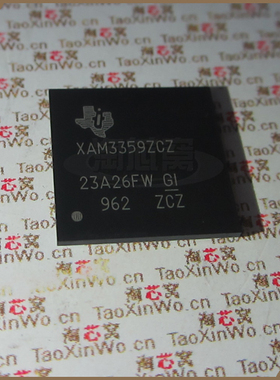 XAM3359ZCZ
23A26FW GI
962 ZCZ
淘芯窝
TaoXinWo.cn